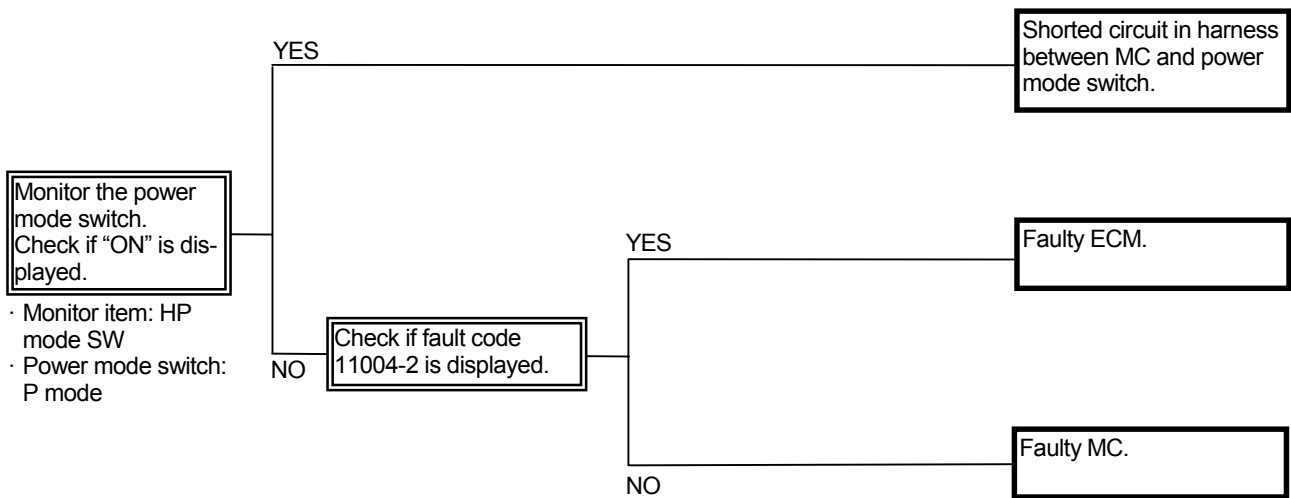 YES
Shorted circuit in harness
between MC and power
mode switch.
Monitor the power
mode switch.
Check if “ON” is dis-
played.
· Monitor item: HP
mode SW
· Power mode switch:
P mode
NO
Check if fault code
11004-2 is displayed.
YES
Faulty ECM.
NO
Faulty MC.